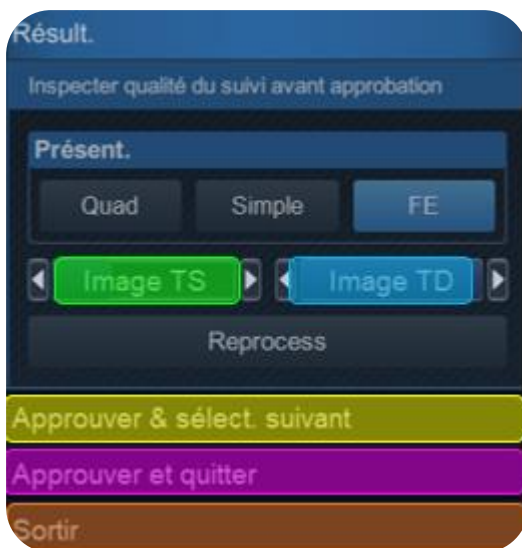 Résult.
Inspecter qualité du suivi avant approbation
Présent.
Quad Simple FE
Image TS Image TD
Reprocess
Approuver & sélect. suivant
Approuver et quitter
Sortir